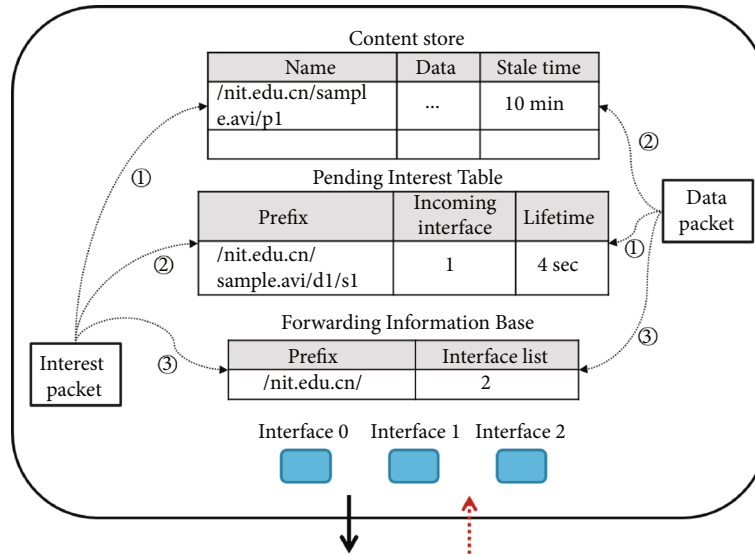 Content store
Name Data Stale time
/nit.edu.cn/sampl
e.avi/p1
... 10 min
①
②
Pending Interest Table
Prefix Incoming
interface Lifetime
/nit.edu.cn/
sample.avi/d1/s1
1 4 sec
②
①
Data
packet
Forwarding Information Base
Prefix Interface list
/nit.edu.cn/ 2
③
③
Interest
packet
Interface 0 Interface 1 Interface 2